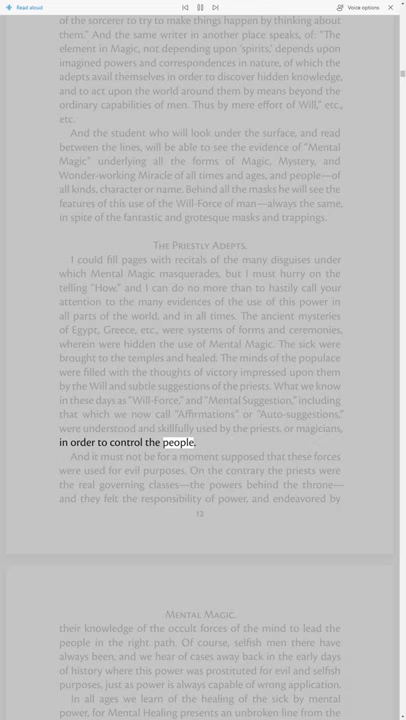 Read aloud
Voice options
of the sorcerer to try to make things happen by thinking about
them." And the same writer in another place speaks, of: "The
element in Magic, not depending upon 'spirits,' depends upon
imagined powers and correspondences in nature, of which the
adepts avail themselves in order to discover hidden knowledge,
and to act upon the world around them by means beyond the
ordinary capabilities of men. Thus by mere effort of Will," etc.,
etc.
And the student who will look under the surface, and read
between the lines, will be able to see the evidence of "Mental
Magic" underlying all the forms of Magic, Mystery, and
Wonder-working Miracle of all times and ages, and people—of
all kinds, character or name. Behind all the masks he will see the
features of this use of the Will-Force of man—always the same,
in spite of the fantastic and grotesque masks and trappings.
The Priestly Adepts.
I could fill pages with recitals of the many disguises under
which Mental Magic masquerades, but I must hurry on the
telling "How," and I can do no more than to hastily call your
attention to the many evidences of the use of this power in
all parts of the world, and in all times. The ancient mysteries
of Egypt, Greece, etc., were systems of forms and ceremonies,
wherein were hidden the use of Mental Magic. The sick were
brought to the temples and healed. The minds of the populace
were filled with the thoughts of victory impressed upon them
by the Will and subtle suggestions of the priests. What we know
in these days as "Will-Force," and "Mental Suggestion," including
that which we now call "Affirmations" or "Auto-suggestions,"
were understood and skillfully used by the priests, or magicians,
in order to control the people.
And it must not be for a moment supposed that these forces
were used for evil purposes. On the contrary the priests were
the real governing classes—the powers behind the throne—
and they felt the responsibility of power, and endeavored by
12
Mental Magic.
their knowledge of the occult forces of the mind to lead the
people in the right path. Of course, selfish men there have
always been, and we hear of cases away back in the early days
of history where this power was prostituted for evil and selfish
purposes, just as power is always capable of wrong application.
In all ages we learn of the healing of the sick by mental
power, for Mental Healing presents an unbroken line from the